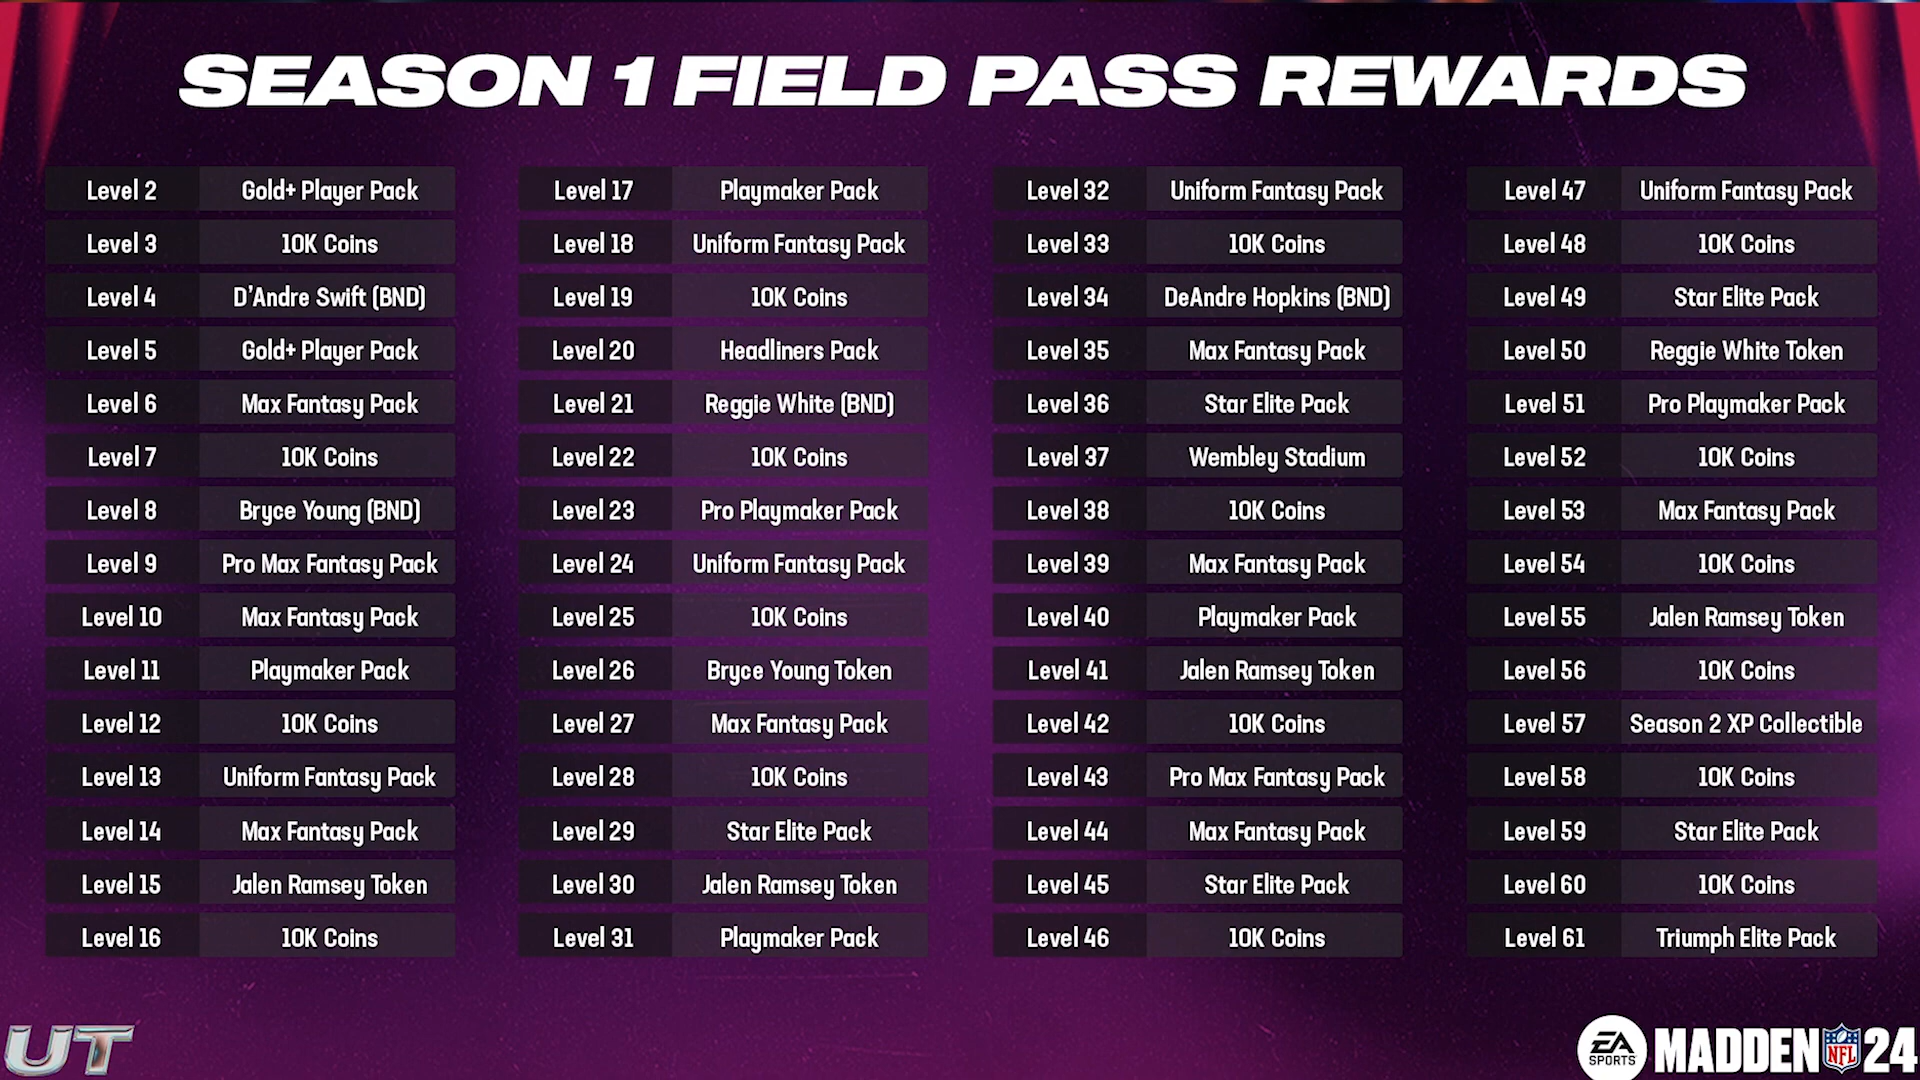 SEASON 1 FIELD PASS REWARDS
Level 2 Gold+ Player Pack
Level 3 10K Coins
Level 4 D'Andre Swift (BND)
Level 5 Gold+ Player Pack
Level 6 Max Fantasy Pack
Level 7 10K Coins
Level 8 Bryce Young (BND)
Level 9 Pro Max Fantasy Pack
Level 10 Max Fantasy Pack
Level 11 Playmaker Pack
Level 12 10K Coins
Level 13 Uniform Fantasy Pack
Level 14 Max Fantasy Pack
Level 15 Jalen Ramsey Token
Level 16 10K Coins
Level 17 Playmaker Pack
Level 18 Uniform Fantasy Pack
Level 19 10K Coins
Level 20 Headliners Pack
Level 21 Reggie White (BND)
Level 22 10K Coins
Level 23 Pro Playmaker Pack
Level 24 Uniform Fantasy Pack
Level 25 10K Coins
Level 26 Bryce Young Token
Level 27 Max Fantasy Pack
Level 28 10K Coins
Level 29 Star Elite Pack
Level 30 Jalen Ramsey Token
Level 31 Playmaker Pack
Level 32 Uniform Fantasy Pack
Level 33 10K Coins
Level 34 DeAndre Hopkins (BND)
Level 35 Max Fantasy Pack
Level 36 Star Elite Pack
Level 37 Wembley Stadium
Level 38 10K Coins
Level 39 Max Fantasy Pack
Level 40 Playmaker Pack
Level 41 Jalen Ramsey Token
Level 42 10K Coins
Level 43 Pro Max Fantasy Pack
Level 44 Max Fantasy Pack
Level 45 Star Elite Pack
Level 46 10K Coins
Level 47 Uniform Fantasy Pack
Level 48 10K Coins
Level 49 Star Elite Pack
Level 50 Reggie White Token
Level 51 Pro Playmaker Pack
Level 52 10K Coins
Level 53 Max Fantasy Pack
Level 54 10K Coins
Level 55 Jalen Ramsey Token
Level 56 10K Coins
Level 57 Season 2 XP Collectible
Level 58 10K Coins
Level 59 Star Elite Pack
Level 60 10K Coins
Level 61 Triumph Elite Pack
UT
EA SPORTS
MADDEN NFL 24